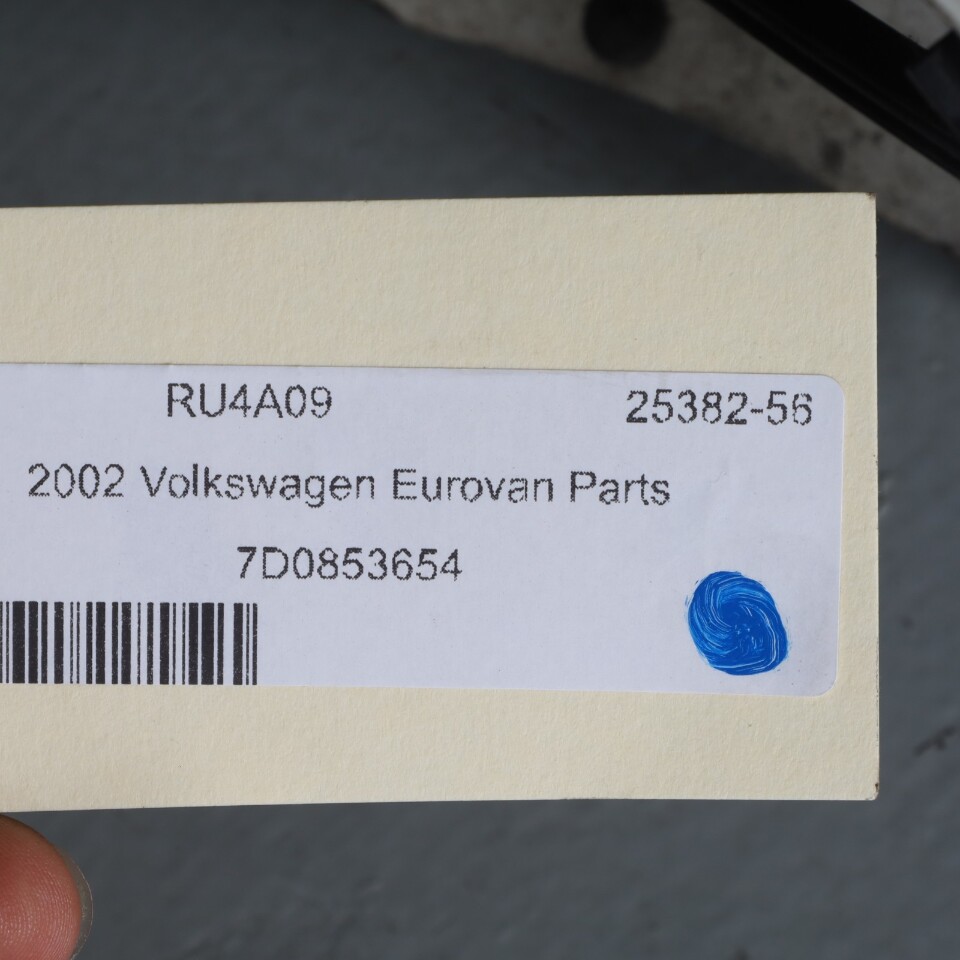 RU4A09 25382-56
2002 Volkswagen Eurovan Parts
7D0853654